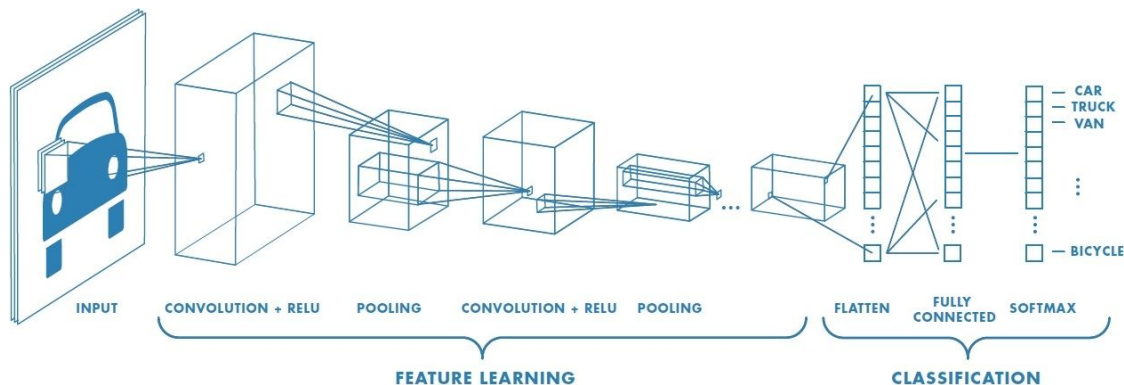 CAR
TRUCK
VAN
BICYCLE
INPUT
CONVOLUTION + RELU
POOLING
CONVOLUTION + RELU
POOLING
FLATTEN
FULLY
CONNECTED
SOFTMAX
FEATURE LEARNING
CLASSIFICATION